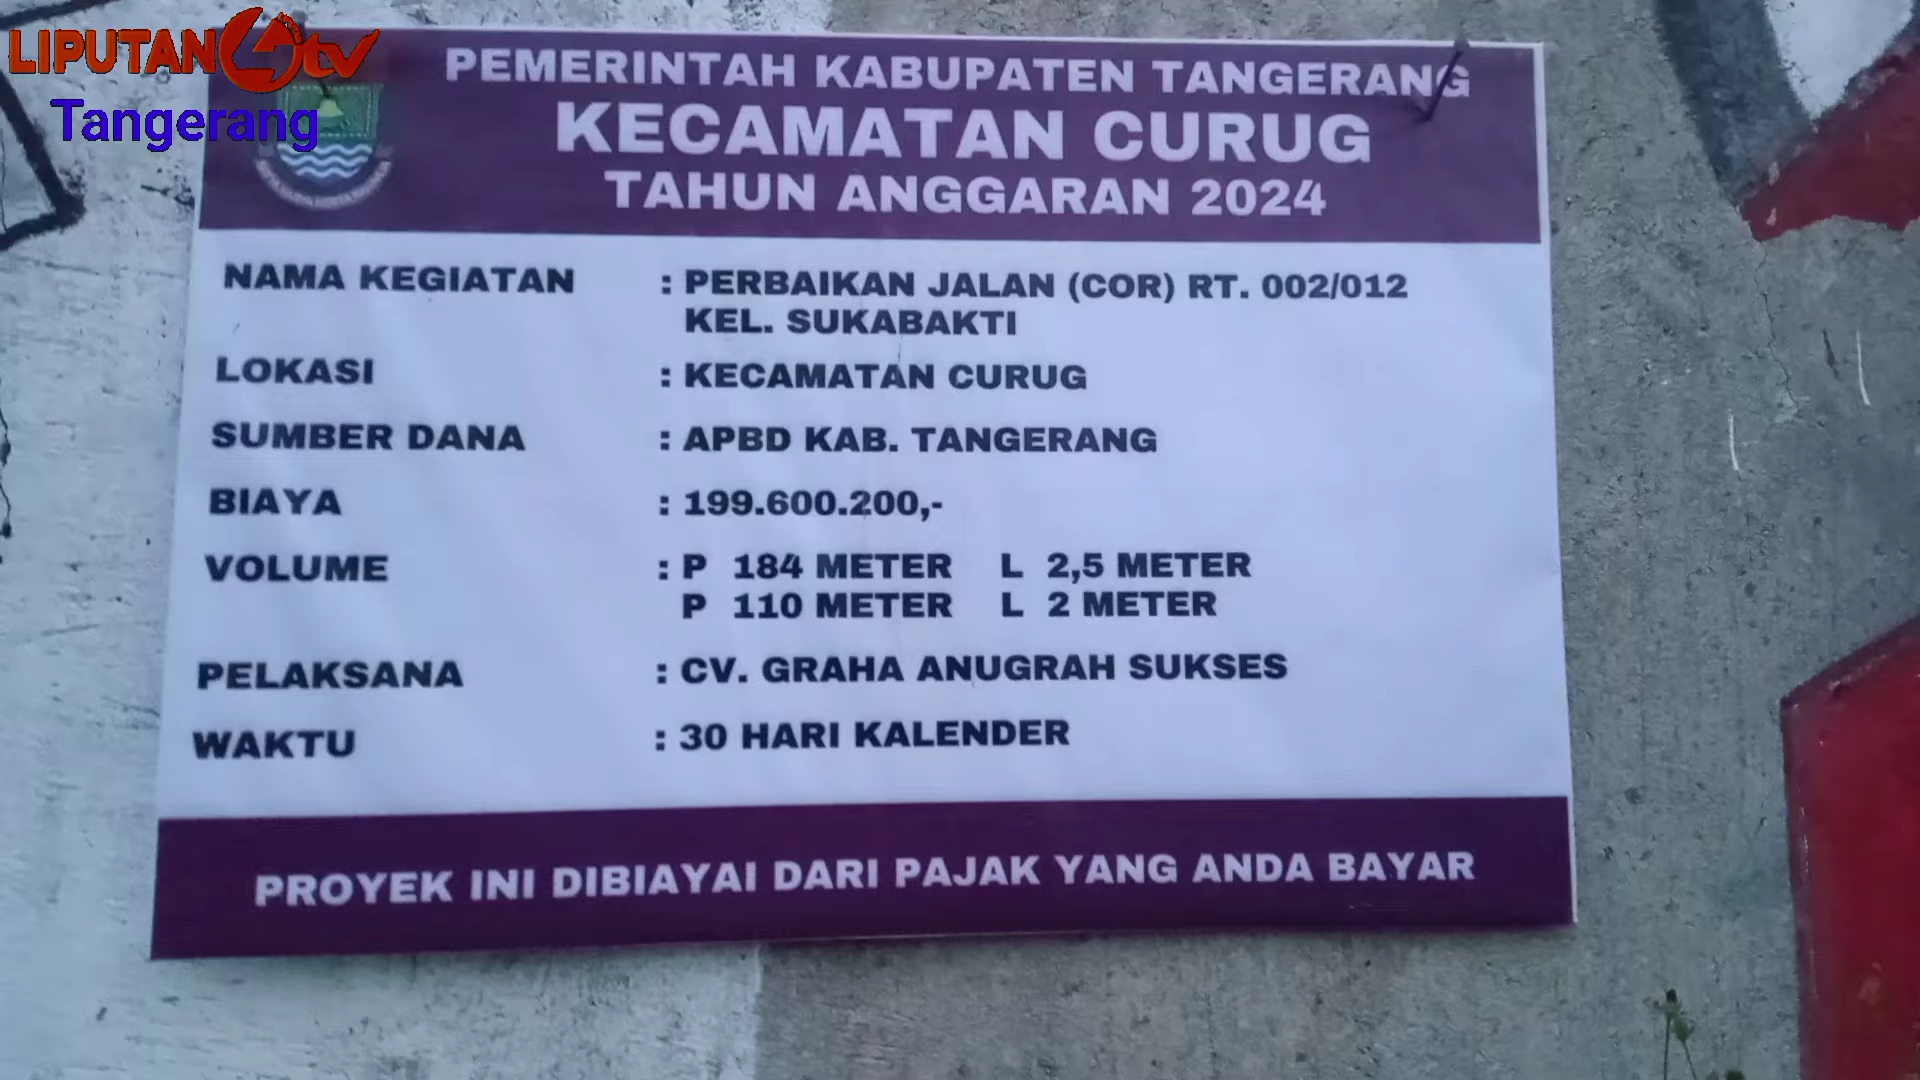 LIPUTAN 4 tv
Tangerang
PEMERINTAH KABUPATEN TANGERANG
KECAMATAN CURUG
TAHUN ANGGARAN 2024
NAMA KEGIATAN : PERBAIKAN JALAN (COR) RT. 002/012
KEL. SUKABAKTI
LOKASI : KECAMATAN CURUG
SUMBER DANA : APBD KAB. TANGERANG
BIAYA : 199.600.200,-
VOLUME : P 184 METER L 2,5 METER
P 110 METER L 2 METER
PELAKSANA : CV. GRAHA ANUGRAH SUKSES
WAKTU : 30 HARI KALENDER
PROYEK INI DIBIAYAI DARI PAJAK YANG ANDA BAYAR